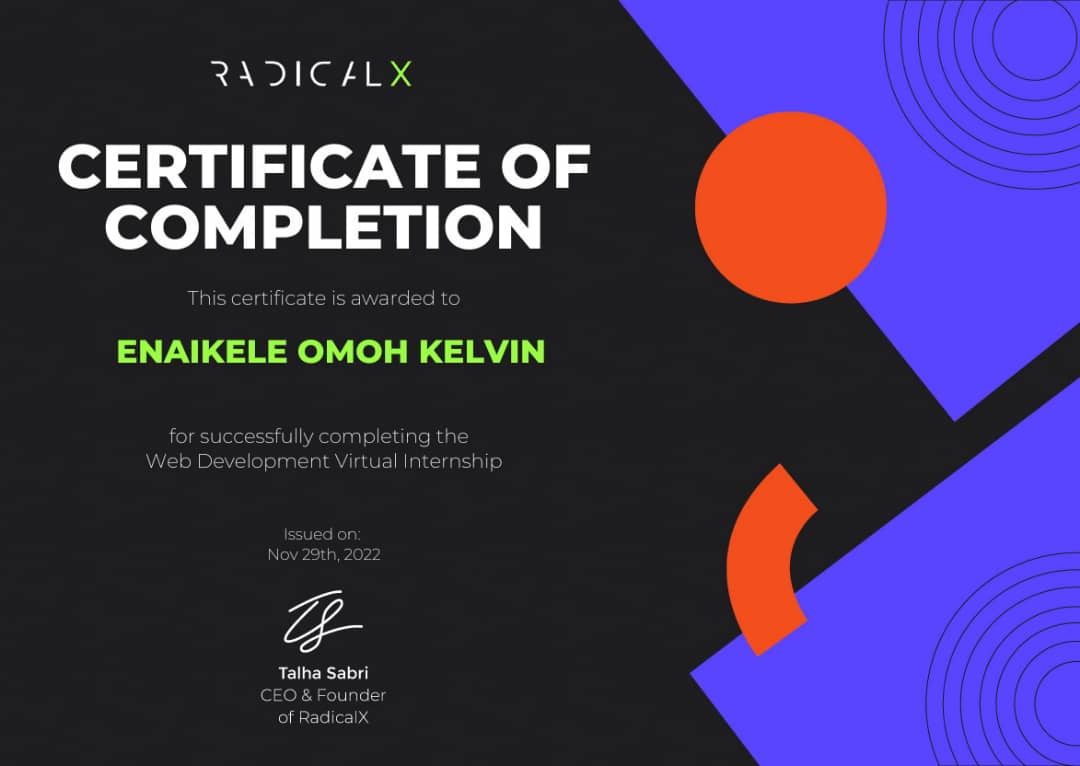 RADICALX
CERTIFICATE OF
COMPLETION
This certificate is awarded to
ENAIKELE OMOH KELVIN
for successfully completing the
Web Development Virtual Internship
Issued on:
Nov 29th, 2022
Talha Sabri
CEO & Founder
of RadicalX